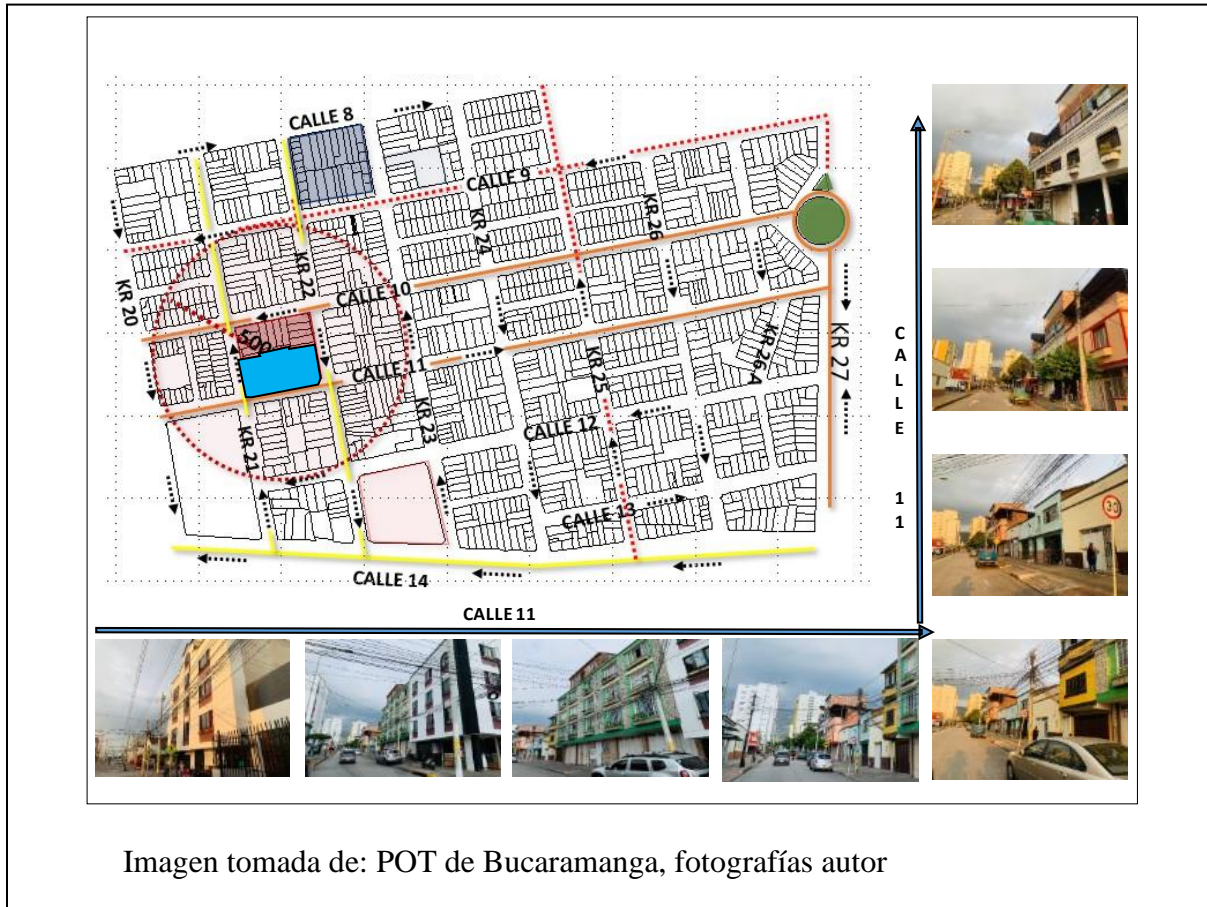 CALLE 8
CALLE 9
KR 26
KR 24
KR 22
CALLE 10
KR 20
500
CALLE 11
KR 27
KR 26 A
KR 25
KR 23
CALLE 12
KR 21
CALLE 13
CALLE 14
CALLE 11
CALLE 11
30
Imagen tomada de: POT de Bucaramanga, fotografías autor